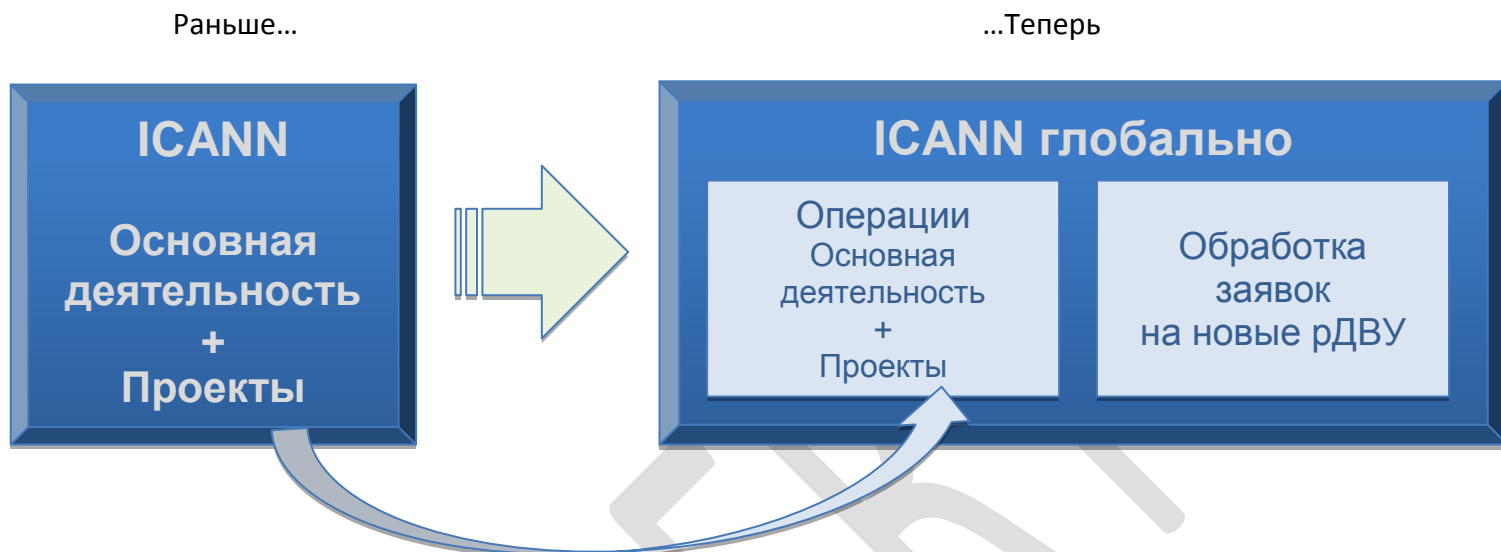 Раньше…
…Теперь
ICANN
Основная
деятельность
+
Проекты
ICANN глобально
Операции
Основная
деятельность
+
Проекты
Обработка
заявок
на новые рДВУ